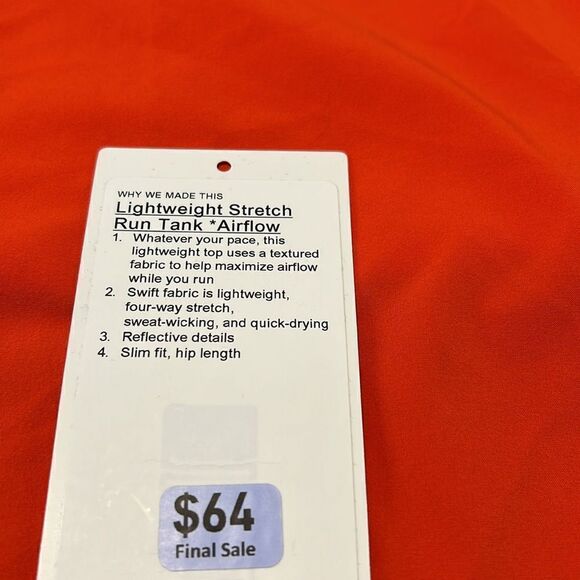 WHY WE MADE THIS
Lightweight Stretch
Run Tank *Airflow
1. Whatever your pace, this
lightweight top uses a textured
fabric to help maximize airflow
while you run
2. Swift fabric is lightweight,
four-way stretch,
sweat-wicking, and quick-drying
3. Reflective details
4. Slim fit, hip length
$64
Final Sale